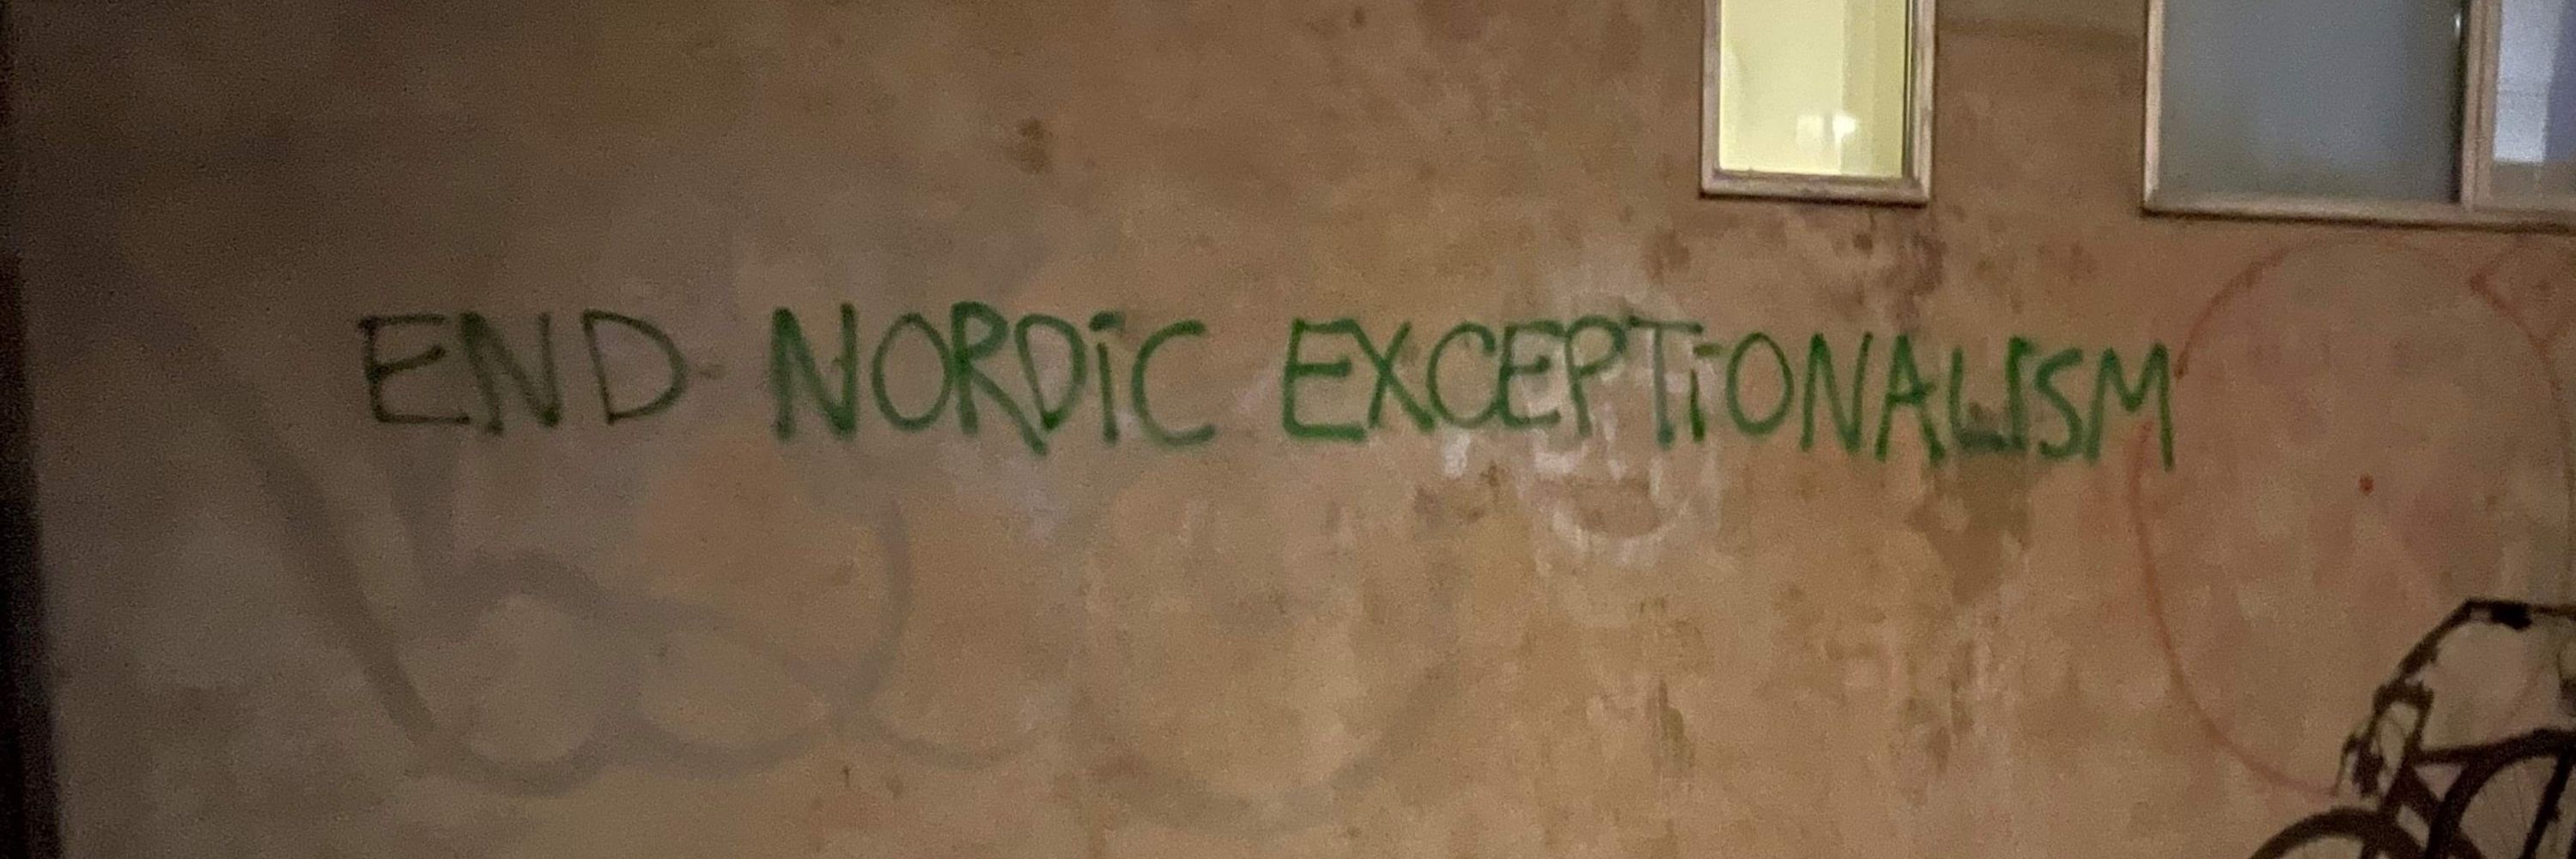 END NORDiC EXCEPTiONALISM